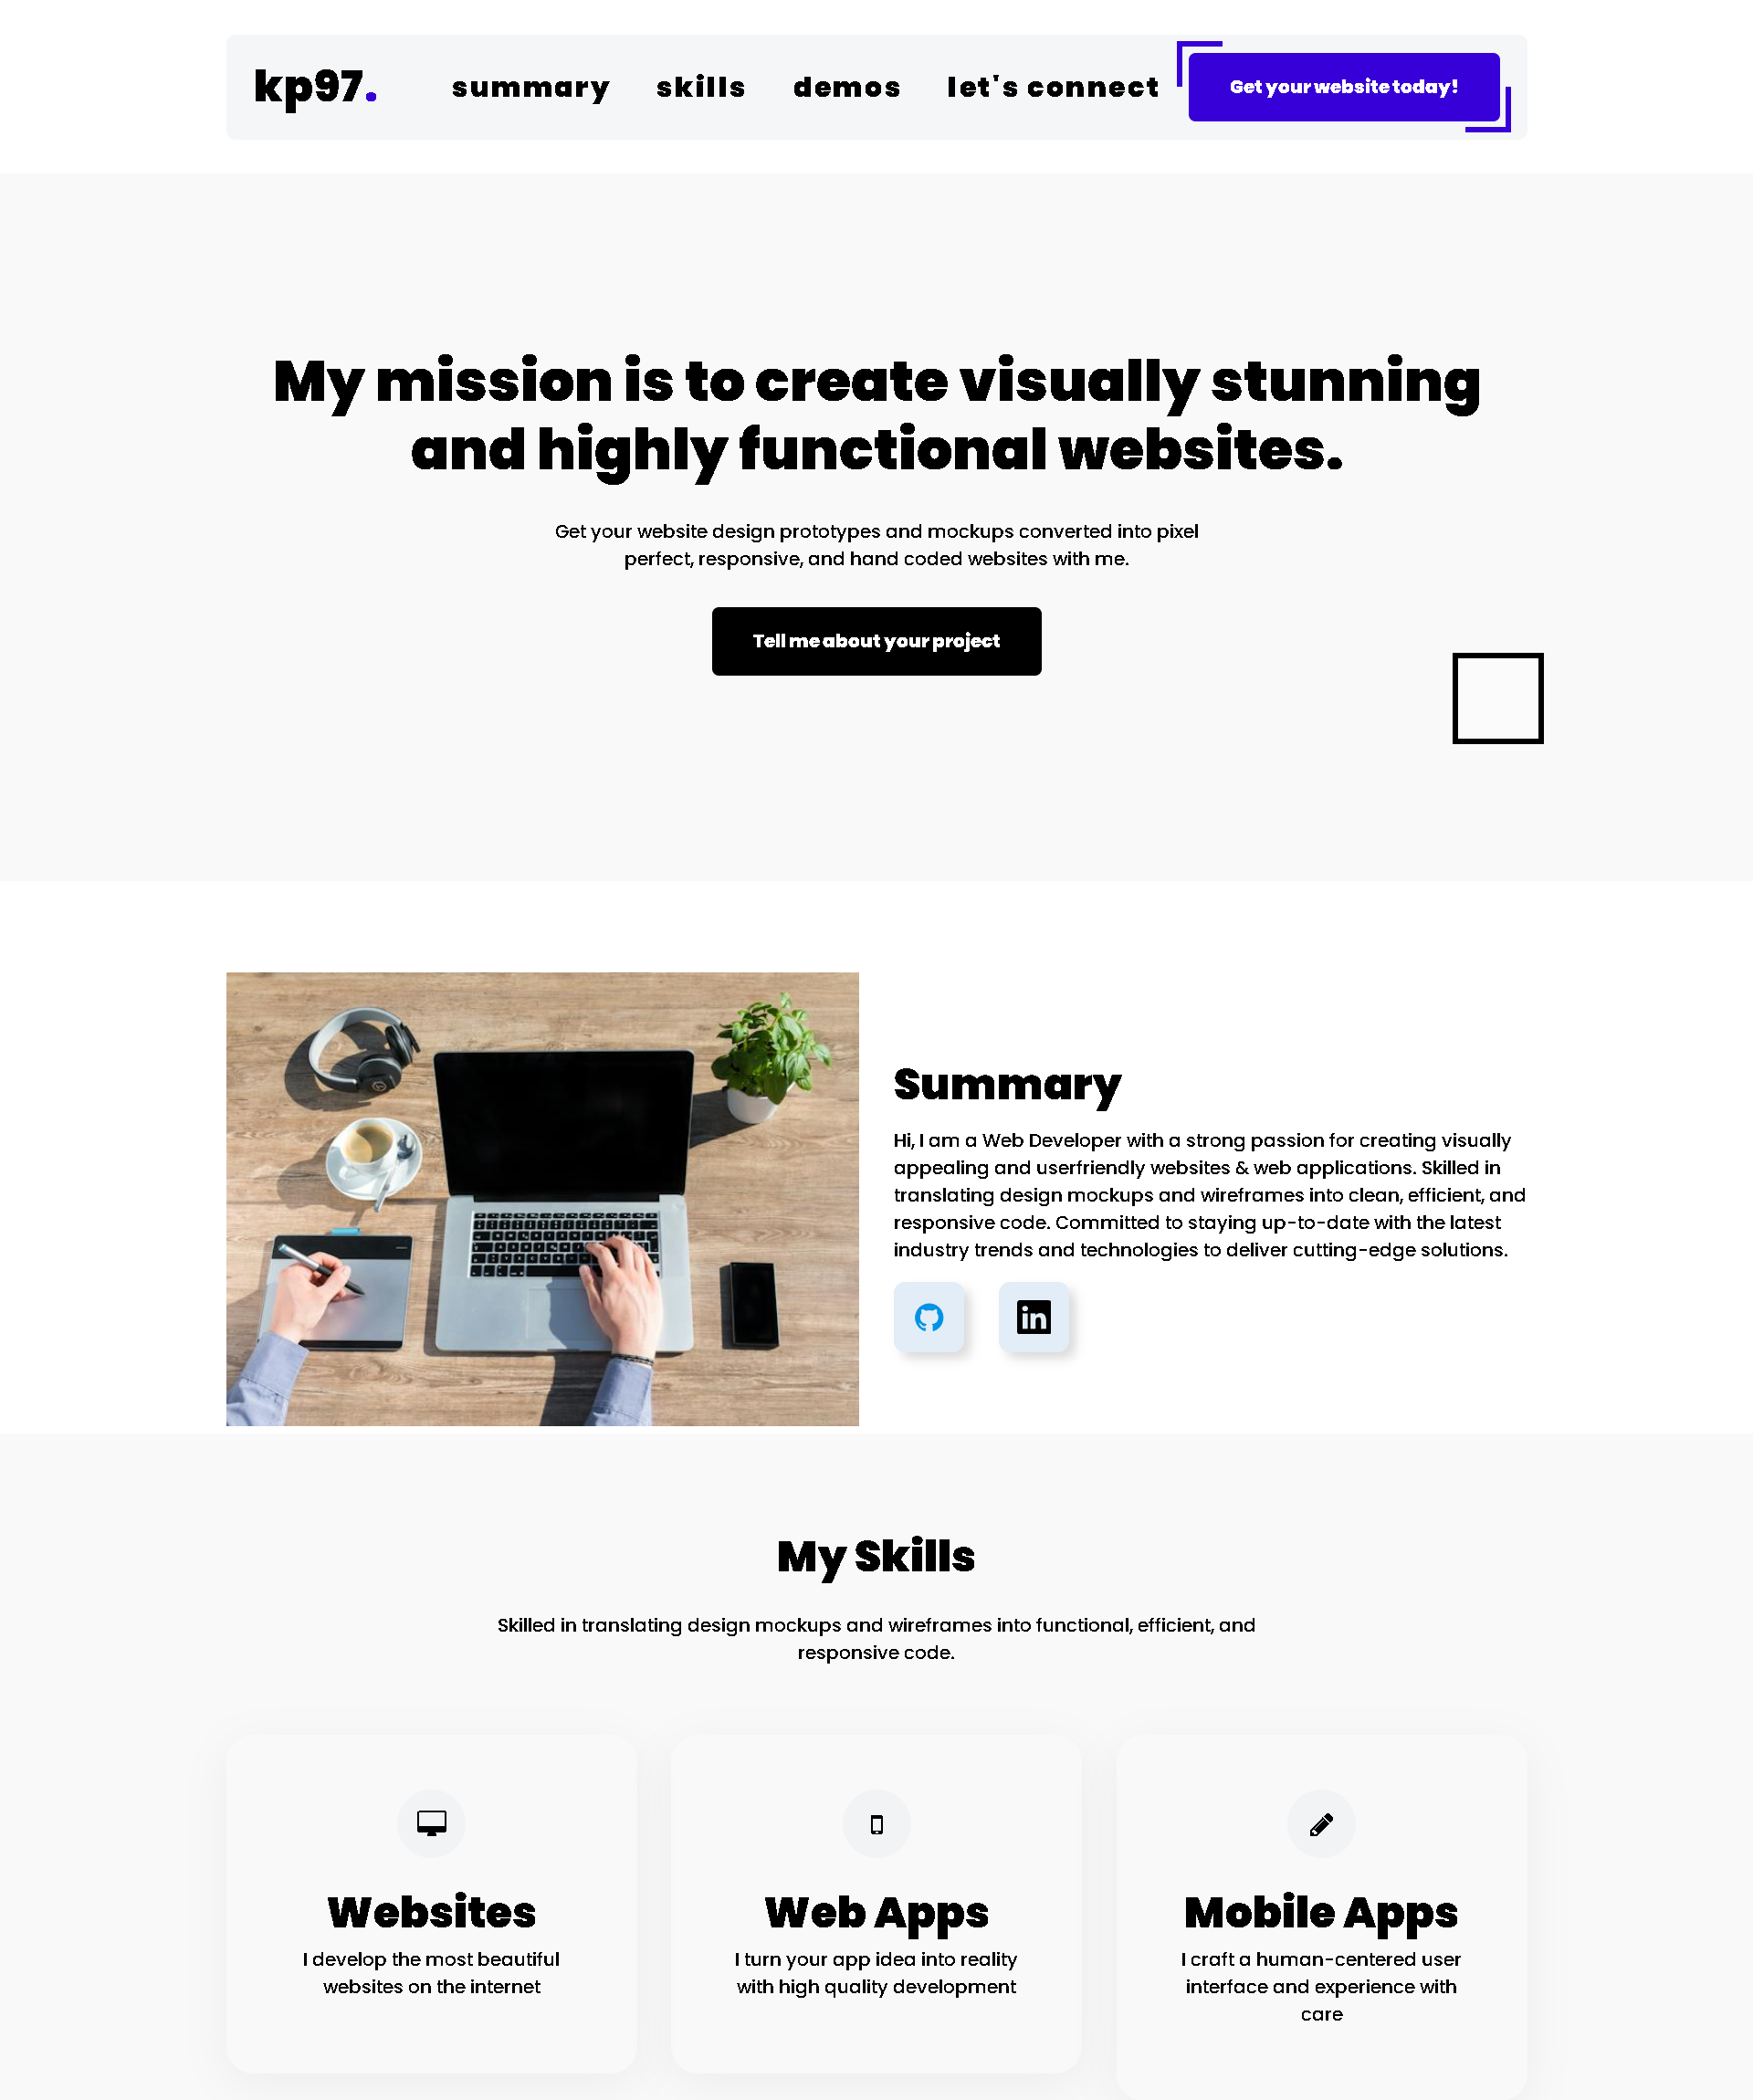 kp97.
summary
skills
demos
let's connect
Get your website today!
My mission is to create visually stunning
and highly functional websites.
Get your website design prototypes and mockups converted into pixel
perfect, responsive, and hand coded websites with me.
Tell me about your project
Summary
Hi, I am a Web Developer with a strong passion for creating visually
appealing and userfriendly websites & web applications. Skilled in
translating design mockups and wireframes into clean, efficient, and
responsive code. Committed to staying up-to-date with the latest
industry trends and technologies to deliver cutting-edge solutions.
in
My Skills
Skilled in translating design mockups and wireframes into functional, efficient, and
responsive code.
Websites
I develop the most beautiful
websites on the internet
Web Apps
I turn your app idea into reality
with high quality development
Mobile Apps
I craft a human-centered user
interface and experience with
care